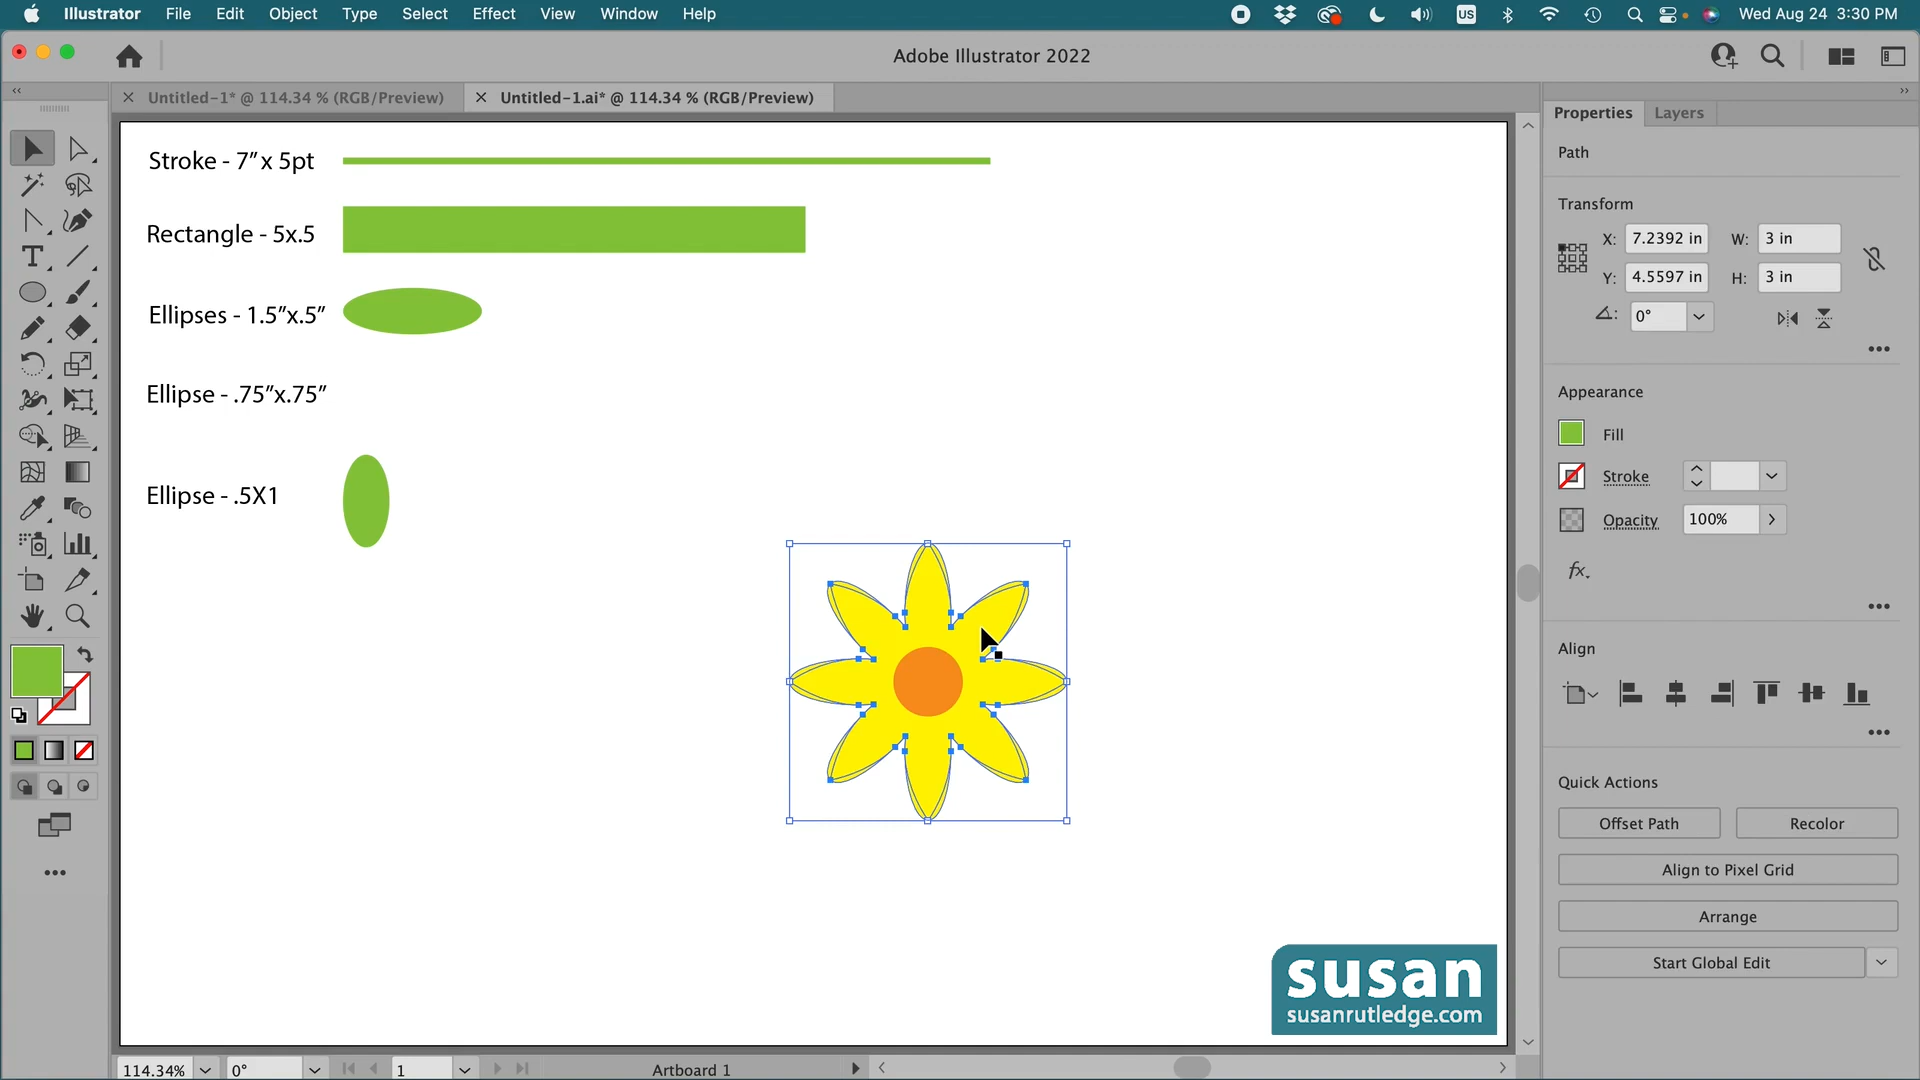 Illustrator File Edit Object Type Select Effect View Window Help US Wed Aug 24 3:30 PM
Adobe Illustrator 2022
Untitled-1* @ 114.34 % (RGB/Preview) Untitled-1.ai* @ 114.34 % (RGB/Preview)
Properties Layers
Path
Transform
X: 7.2392 in W: 3 in
Y: 4.5597 in H: 3 in
0°
Appearance
Fill
Stroke
Opacity 100%
fx.
Align
Quick Actions
Offset Path Recolor
Align to Pixel Grid
Arrange
Start Global Edit
Stroke - 7”x 5pt
Rectangle - 5x.5
Ellipses - 1.5”x.5”
Ellipse - .75”x.75”
Ellipse - .5X1
susan
susanrutledge.com
114.34% 0° 1 Artboard 1